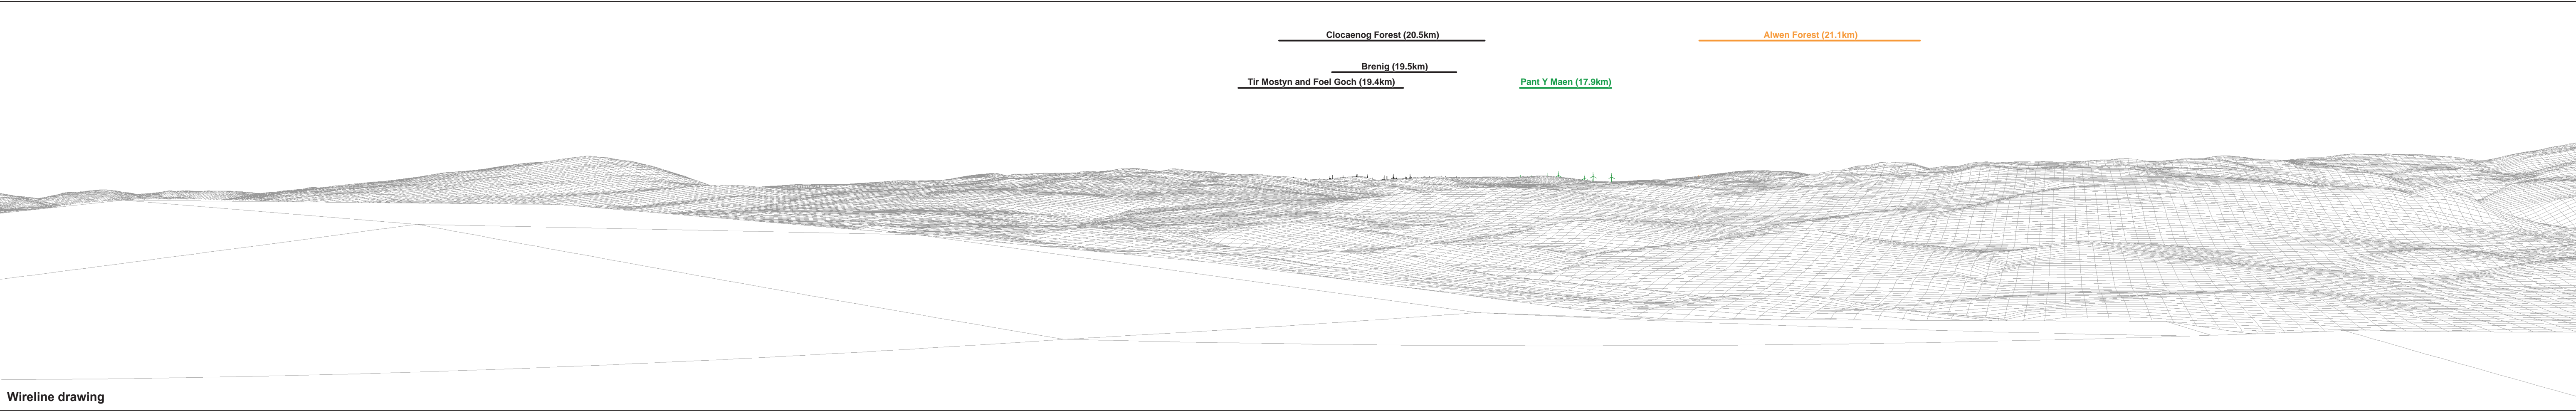 Clocaenog Forest (20.5km)
Alwen Forest (21.1km)
Brenig (19.5km)
Tir Mostyn and Foel Goch (19.4km)
Pant Y Maen (17.9km)
Wireline drawing